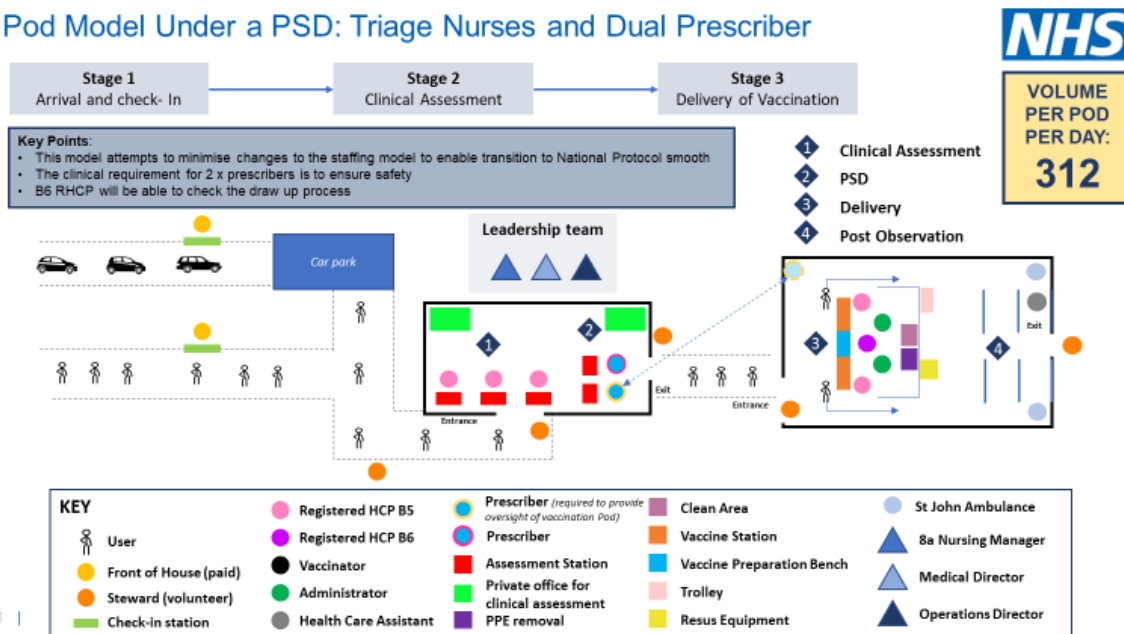 Pod Model Under a PSD: Triage Nurses and Dual Prescriber
NHS
Stage 1
Arrival and check- In
Stage 2
Clinical Assessment
Stage 3
Delivery of Vaccination
VOLUME
PER POD
PER DAY:
312
Key Points:
• This model attempts to minimise changes to the staffing model to enable transition to National Protocol smooth
• The clinical requirement for 2 x prescribers is to ensure safety
• B6 RHCP will be able to check the draw up process
1 Clinical Assessment
2 PSD
3 Delivery
4 Post Observation
Leadership team
Car park
1
2
Exit
Entrance
Entrance
3
4
Exit
KEY
User
Front of House (paid)
Steward (volunteer)
Check-in station
Registered HCP B5
Registered HCP B6
Vaccinator
Administrator
Health Care Assistant
Prescriber (required to provide
oversight of vaccination Pod)
Prescriber
Assessment Station
Private office for
clinical assessment
PPE removal
Clean Area
Vaccine Station
Vaccine Preparation Bench
Trolley
Resus Equipment
St John Ambulance
8a Nursing Manager
Medical Director
Operations Director